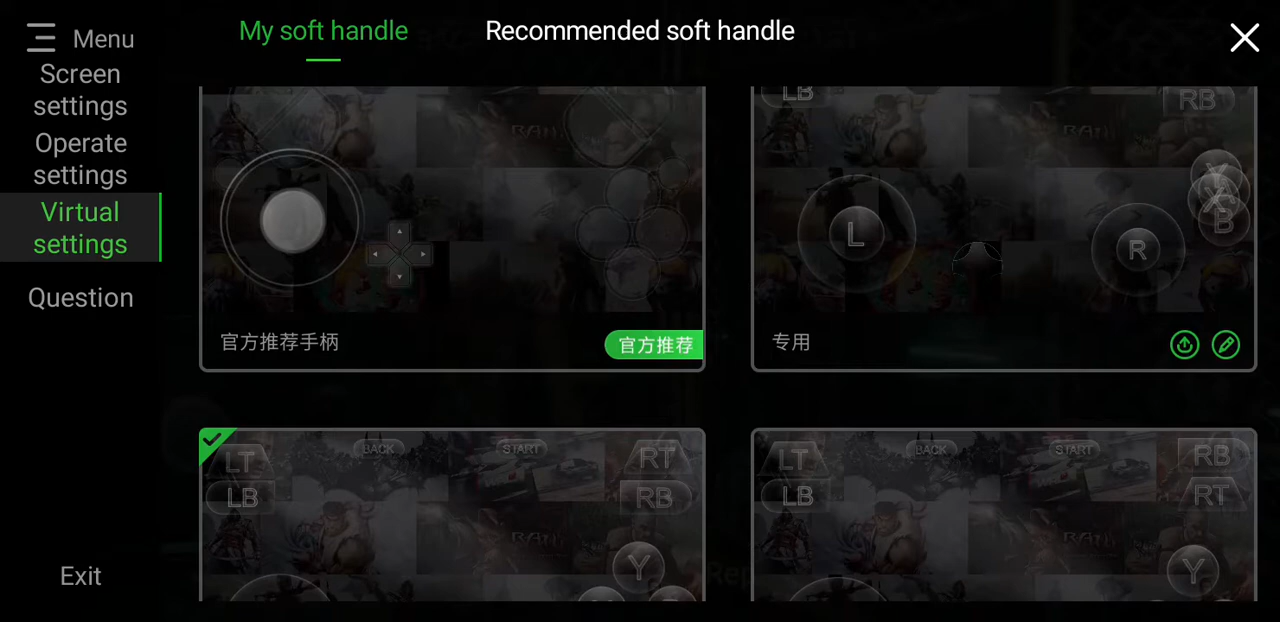 Menu
Screen
settings
Operate
settings
Virtual
settings
Question
Exit
My soft handle
Recommended soft handle
官方推荐手柄
官方推荐
LB
RB
L
R
Y
X
B
专用
LT
BACK
START
RT
LB
RB
Y
LT
BACK
START
RB
LB
RT
Y